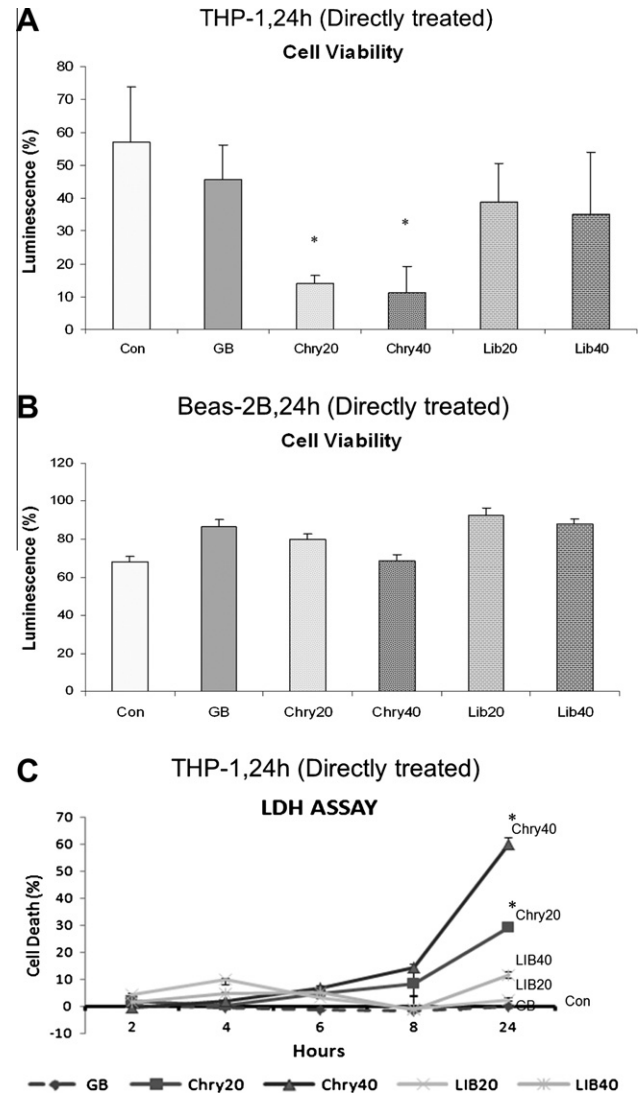 A
THP-1,24h (Directly treated)
Cell Viability
Luminescence (%)
80
70
60
50
40
30
20
10
0
*
*
Con GB Chry20 Chry40 Lib20 Lib40
B
Beas-2B,24h (Directly treated)
Cell Viability
Luminescence (%)
120
100
80
60
40
20
0
Con GB Chry20 Chry40 Lib20 Lib40
C
THP-1,24h (Directly treated)
LDH ASSAY
Cell Death (%)
70
60
50
40
30
20
10
0
-10
*Chry40
*Chry20
LIB40
LIB20
GB
Con
2 4 6 8 24
Hours
GB Chry20 Chry40 LIB20 LIB40